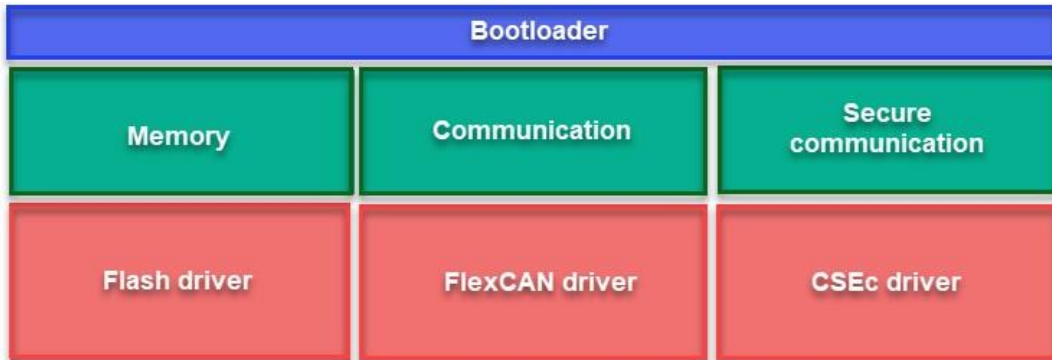 Bootloader
Memory
Communication
Secure
communication
Flash driver
FlexCAN driver
CSEc driver